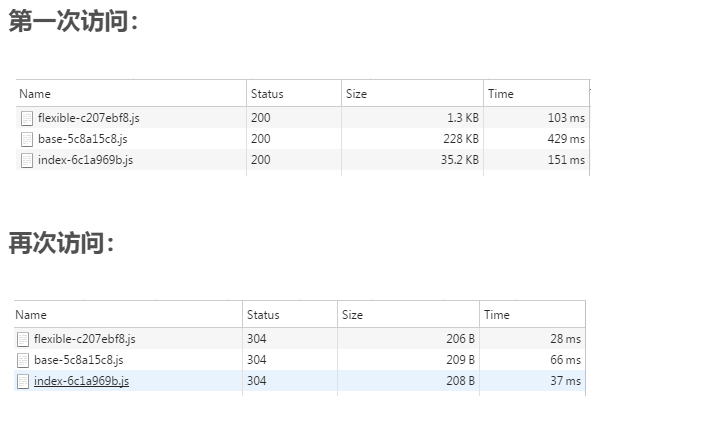 第一次访问：
Name Status Size Time
flexible-c207ebf8.js 200 1.3 KB 103 ms
base-5c8a15c8.js 200 228 KB 429 ms
index-6c1a969b.js 200 35.2 KB 151 ms
再次访问：
Name Status Size Time
flexible-c207ebf8.js 304 206 B 28 ms
base-5c8a15c8.js 304 209 B 66 ms
index-6c1a969b.js 304 208 B 37 ms